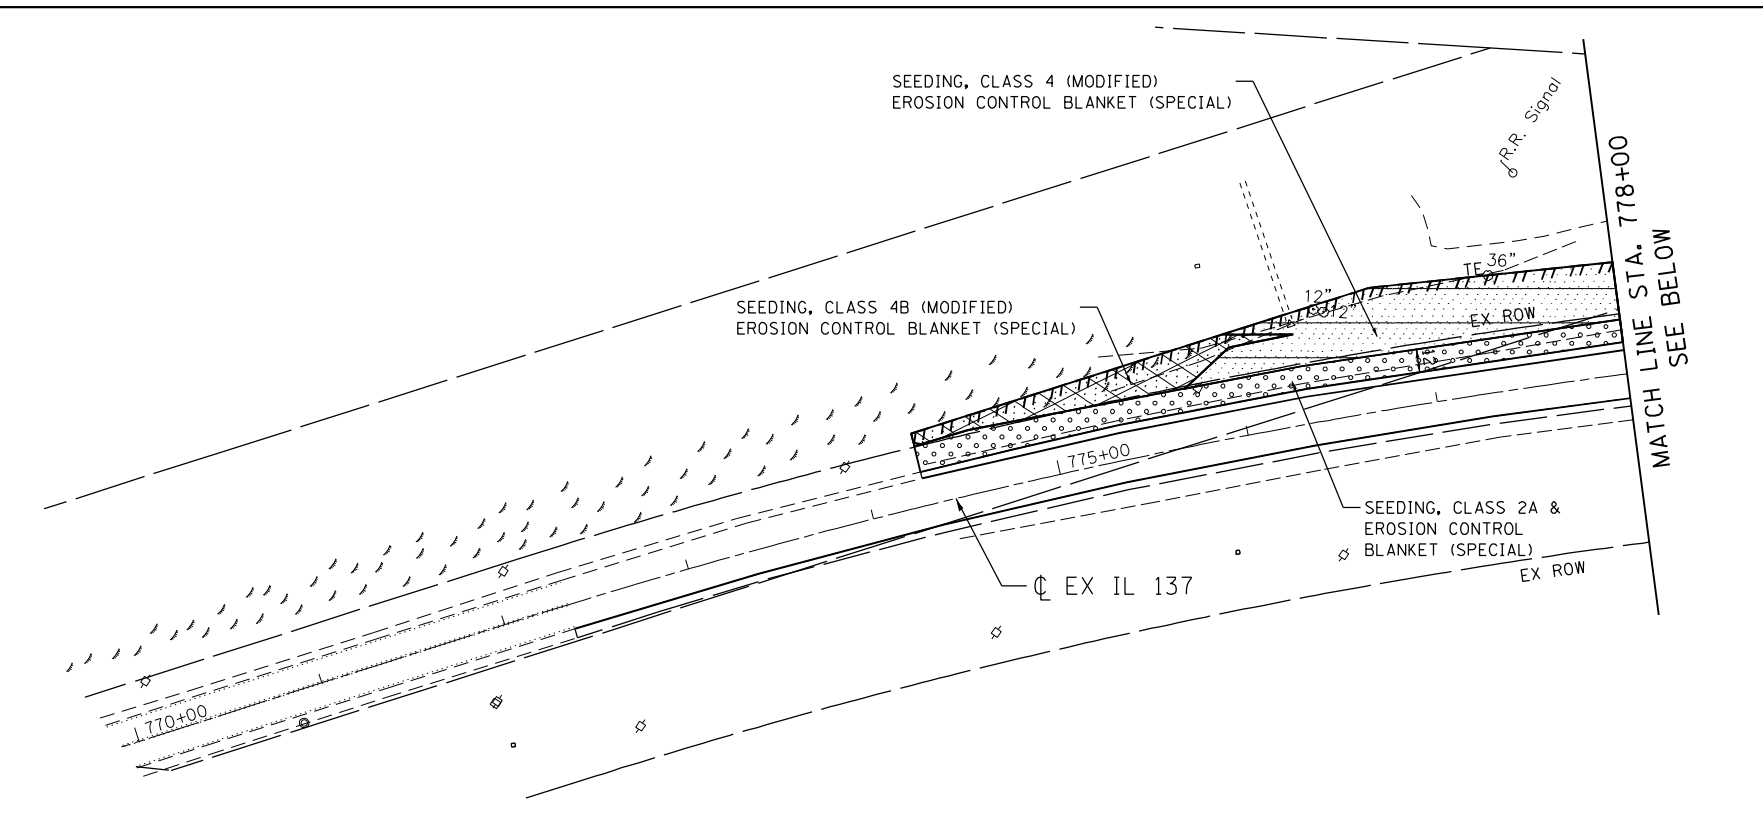 SEEDING, CLASS 4 (MODIFIED)
EROSION CONTROL BLANKET (SPECIAL)
R.R. Signal
MATCH LINE STA. 778+00
SEE BELOW
TE 36"
12"
12"
SEEDING, CLASS 4B (MODIFIED)
EROSION CONTROL BLANKET (SPECIAL)
EX ROW
12'
775+00
SEEDING, CLASS 2A &
EROSION CONTROL
BLANKET (SPECIAL)
EX ROW
℄ EX IL 137
770+00